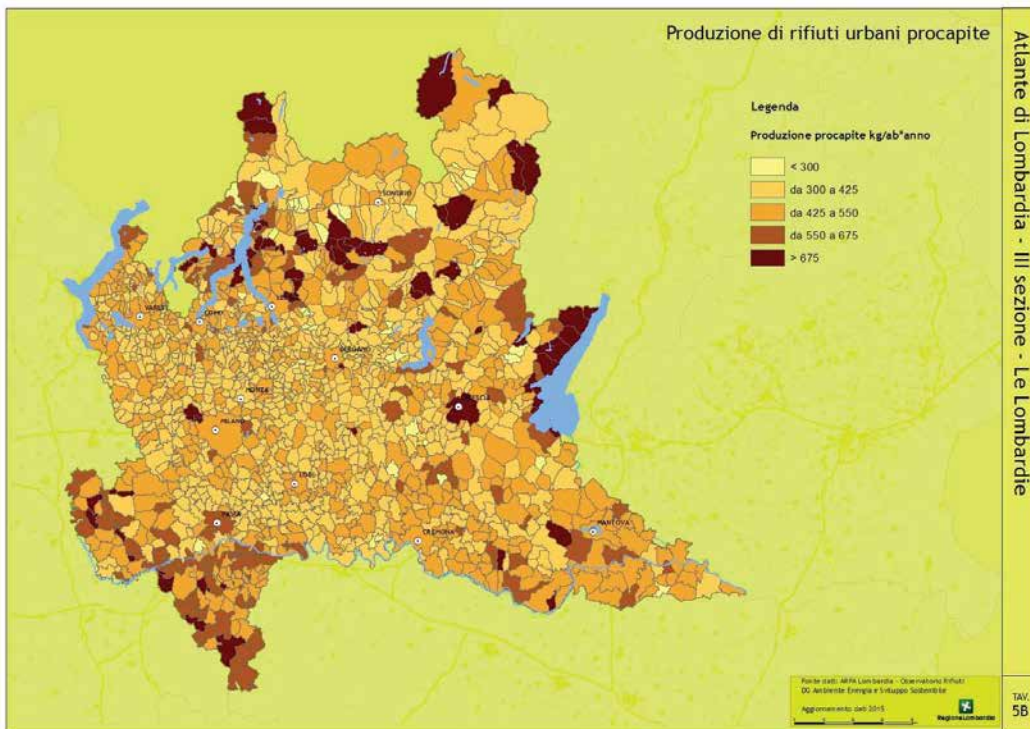 Produzione di rifiuti urbani procapite
Legenda
Produzione procapite kg/ab*anno
< 300
da 300 a 425
da 425 a 550
da 550 a 675
> 675
SONDRIO
VARESE
COMO
LECCO
BERGAMO
MONZA
BRESCIA
MILANO
LODI
PAVIA
CREMONA
MANTOVA
Fonte dati: ARPA Lombardia - Osservatorio Rifiuti
DG Ambiente Energia e Sviluppo Sostenibile
Aggiornamento dati 2015
RegioneLombardia
Atlante di Lombardia - III sezione - Le Lombardie
TAV.
5B